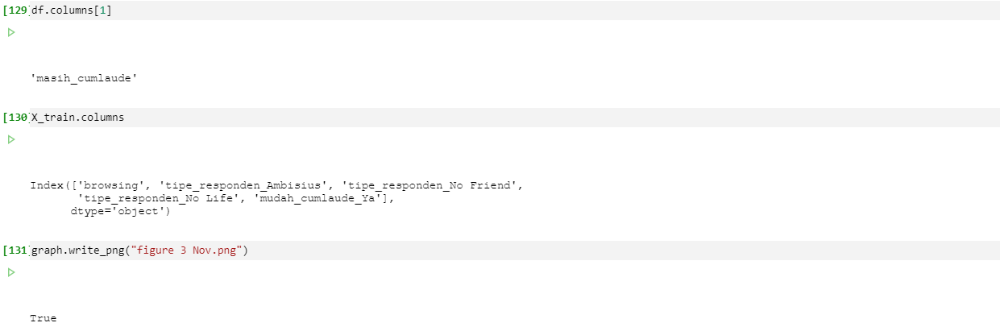 [129] df.columns[1]
'masih_cumlaude'
[130] X_train.columns
Index(['browsing', 'tipe_responden_Ambisius', 'tipe_responden_No Friend',
       'tipe_responden_No Life', 'mudah_cumlaude_Ya'],
      dtype='object')
[131] graph.write_png("figure 3 Nov.png")
True